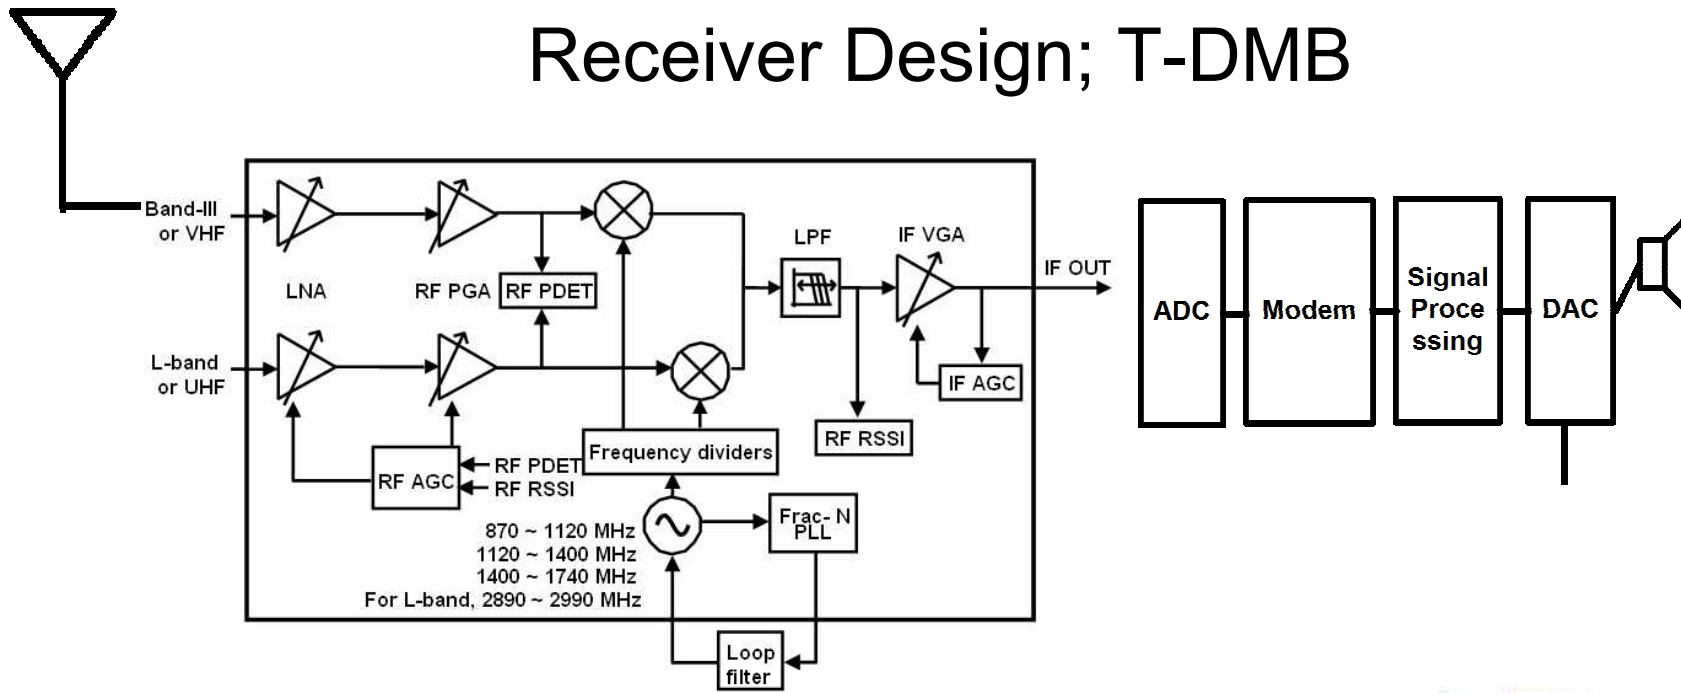 Receiver Design; T-DMB
Band-III
or VHF
LNA
RF PGA
RF PDET
LPF
IF VGA
IF OUT
L-band
or UHF
IF AGC
RF RSSI
Frequency dividers
RF AGC
RF PDET
RF RSSI
Frac- N
PLL
870 ~ 1120 MHz
1120 ~ 1400 MHz
1400 ~ 1740 MHz
For L-band, 2890 ~ 2990 MHz
Loop
filter
ADC
Modem
Signal
Proce
ssing
DAC